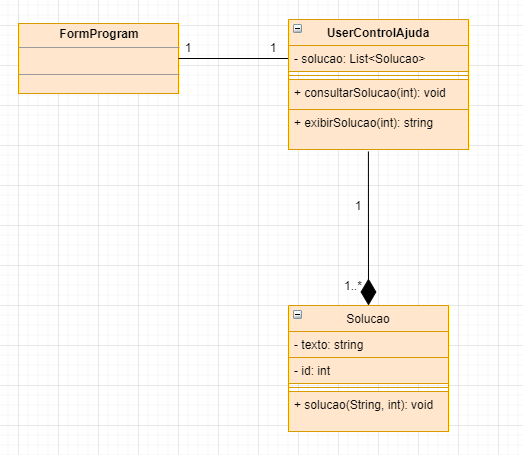 FormProgram
1
1
UserControlAjuda
- solucao: List<Solucao>
+ consultarSolucao(int): void
+ exibirSolucao(int): string
1
1..*
Solucao
- texto: string
- id: int
+ solucao(String, int): void